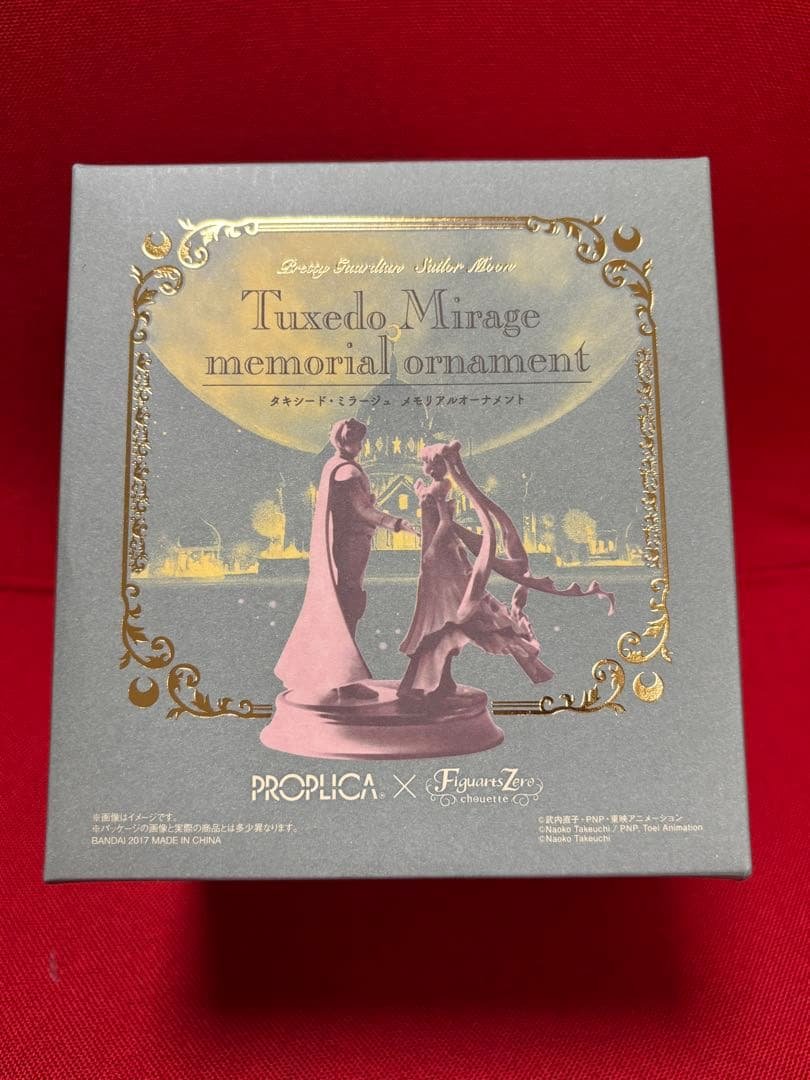 Pretty Guardian Sailor Moon
Tuxedo Mirage
memorial ornament
タキシード・ミラージュ メモリアルオーナメント
PROPLICA® × FiguartsZero
chouette
※画像はイメージです。
※パッケージの画像と実際の商品とは多少異なります。
BANDAI 2017 MADE IN CHINA
©武内直子・PNP・東映アニメーション
©Naoko Takeuchi / PNP, Toei Animation
©Naoko Takeuchi